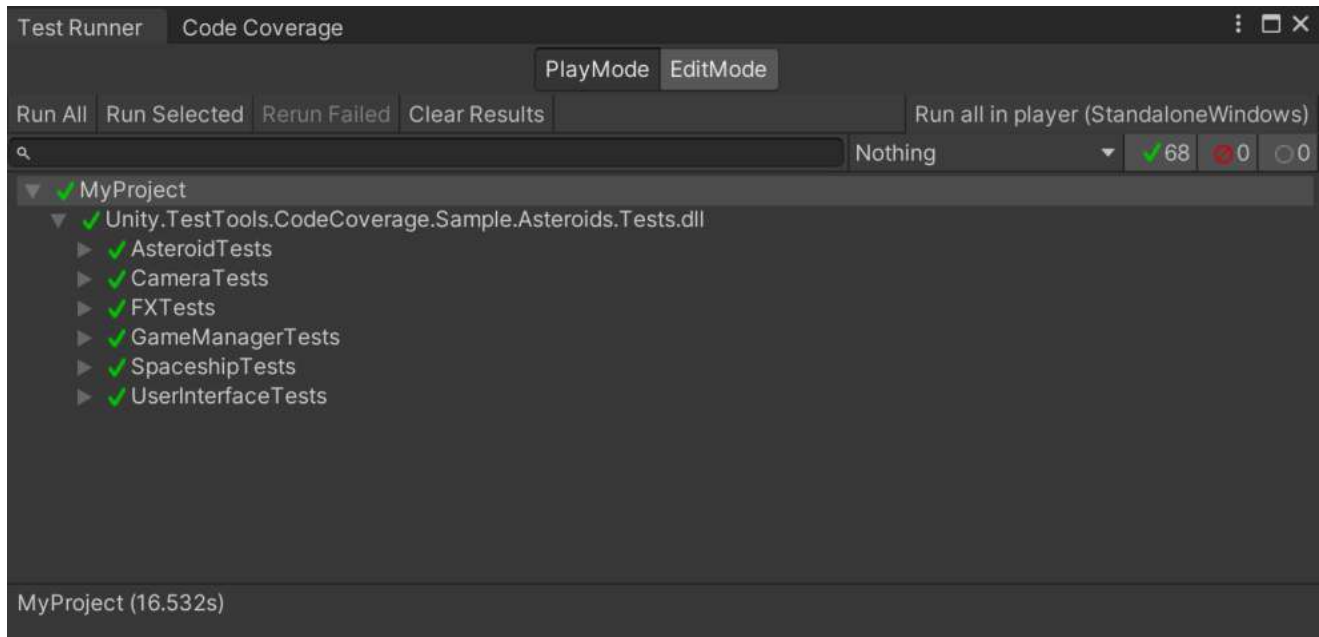 Test Runner Code Coverage
PlayMode EditMode
Run All Run Selected Rerun Failed Clear Results Run all in player (StandaloneWindows)
Nothing 68 0 0
MyProject
Unity.TestTools.CodeCoverage.Sample.Asteroids.Tests.dll
AsteroidTests
CameraTests
FXTests
GameManagerTests
SpaceshipTests
UserInterfaceTests
MyProject (16.532s)